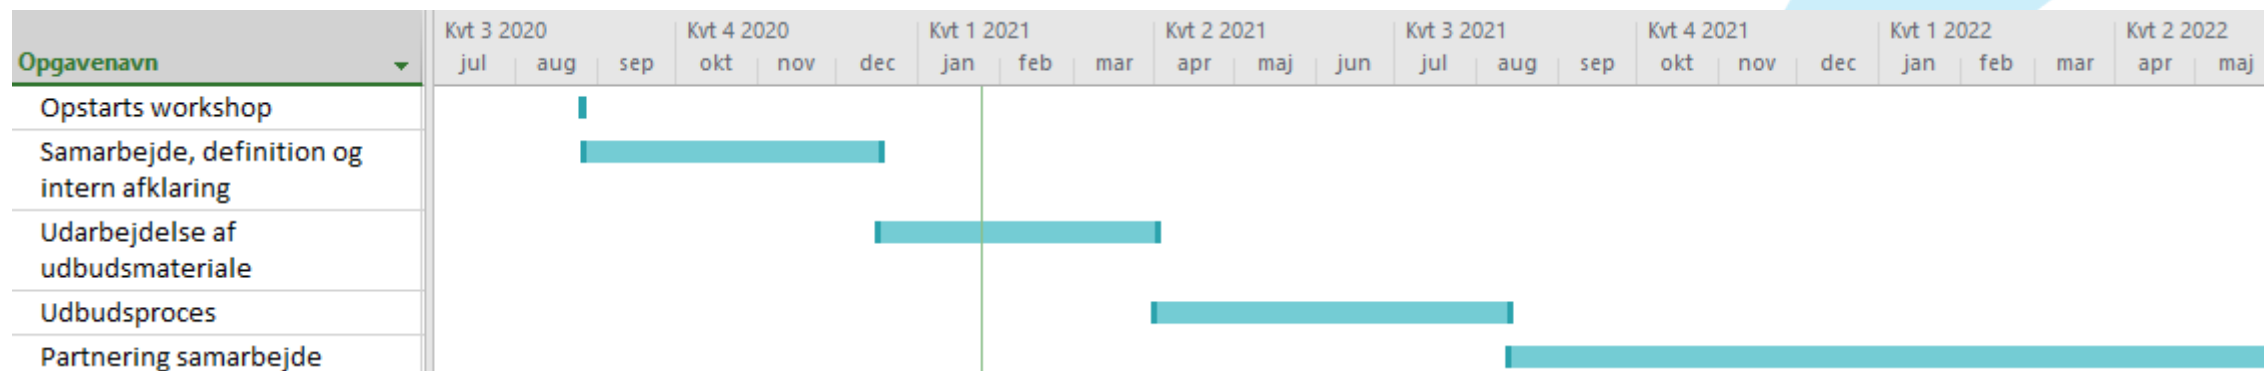 Kvt 3 2020 Kvt 4 2020 Kvt 1 2021 Kvt 2 2021 Kvt 3 2021 Kvt 4 2021 Kvt 1 2022 Kvt 2 2022
Opgavenavn jul aug sep okt nov dec jan feb mar apr maj jun jul aug sep okt nov dec jan feb mar apr maj
Opstarts workshop
Samarbejde, definition og
intern afklaring
Udarbejdelse af
udbudsmateriale
Udbudsproces
Partnering samarbejde